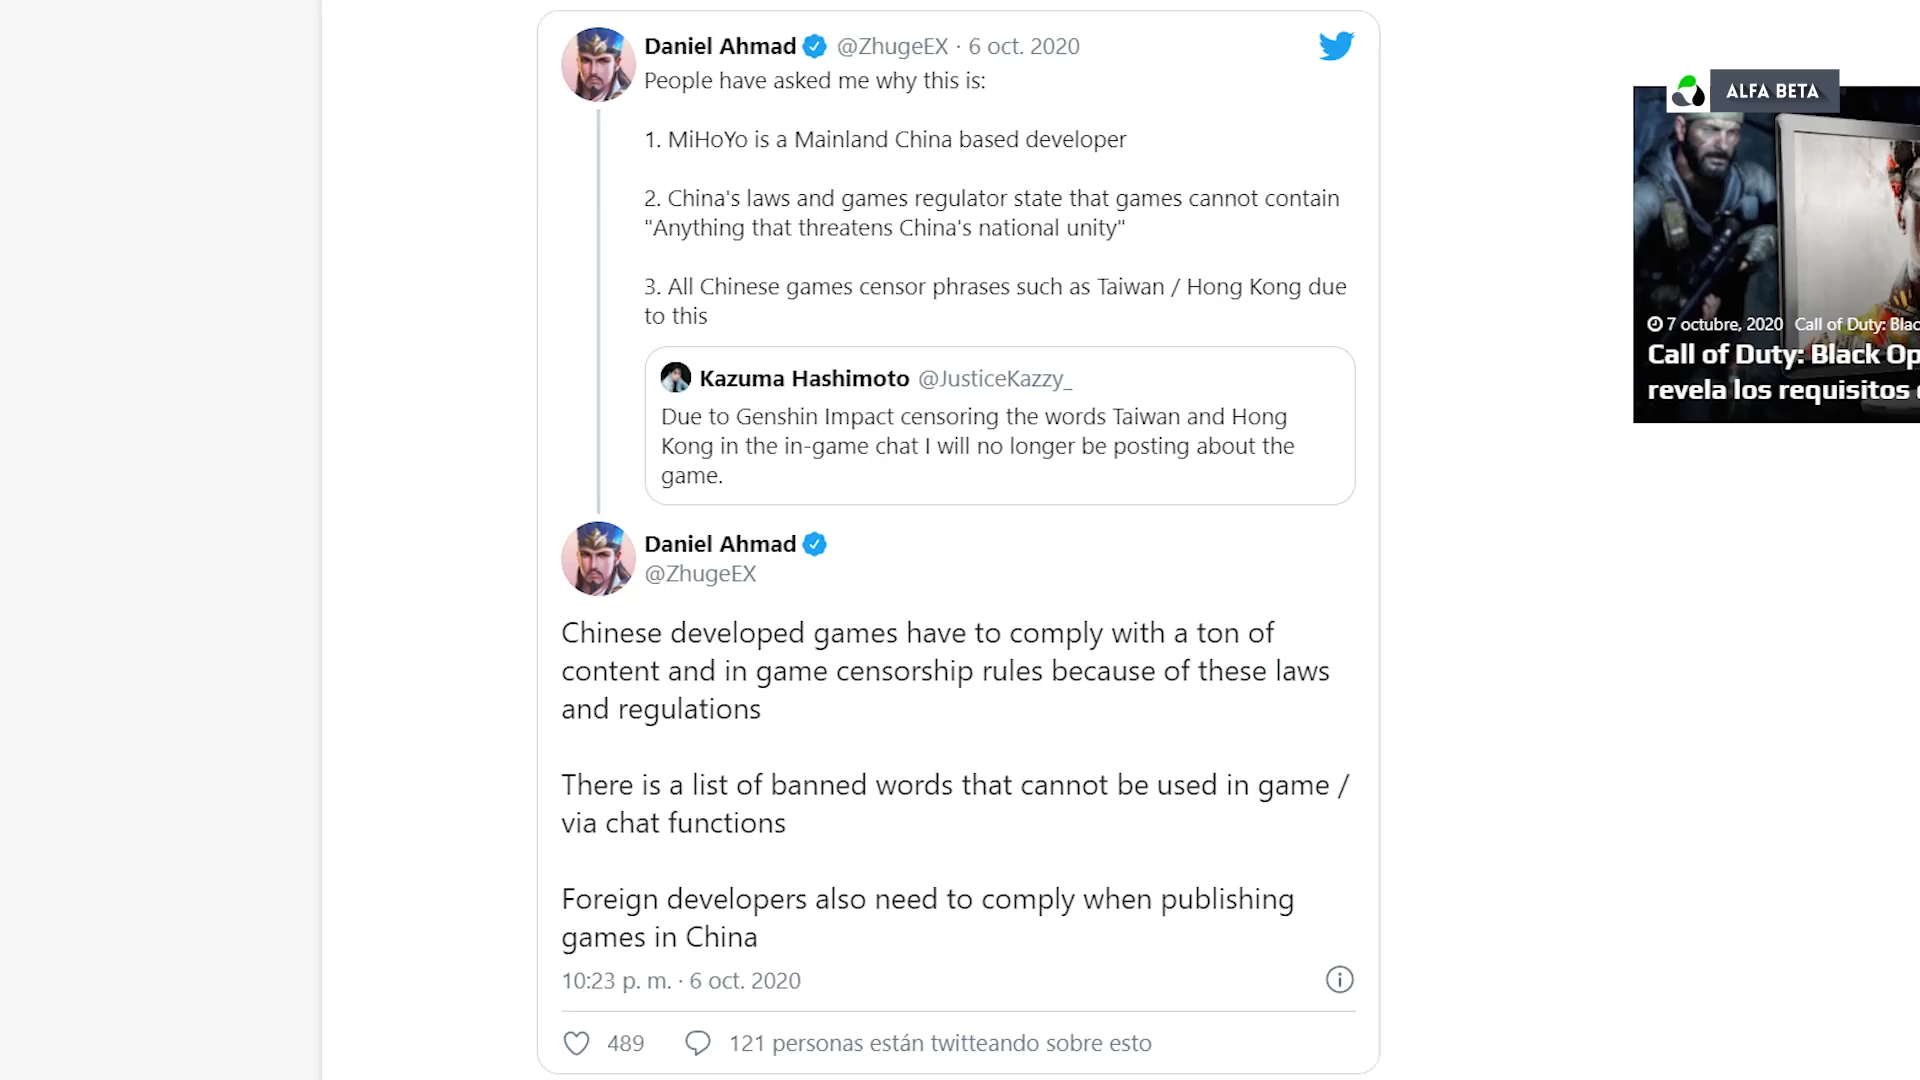 Daniel Ahmad @ZhugeEX · 6 oct. 2020
People have asked me why this is:
1. MiHoYo is a Mainland China based developer
2. China's laws and games regulator state that games cannot contain
"Anything that threatens China's national unity"
3. All Chinese games censor phrases such as Taiwan / Hong Kong due
to this
Kazuma Hashimoto @JusticeKazzy_
Due to Genshin Impact censoring the words Taiwan and Hong
Kong in the in-game chat I will no longer be posting about the
game.
Daniel Ahmad
@ZhugeEX
Chinese developed games have to comply with a ton of
content and in game censorship rules because of these laws
and regulations
There is a list of banned words that cannot be used in game /
via chat functions
Foreign developers also need to comply when publishing
games in China
10:23 p. m. · 6 oct. 2020
489 121 personas están twitteando sobre esto
ALFA BETA
7 octubre, 2020 Call of Duty: Blac
Call of Duty: Black Op
revela los requisitos